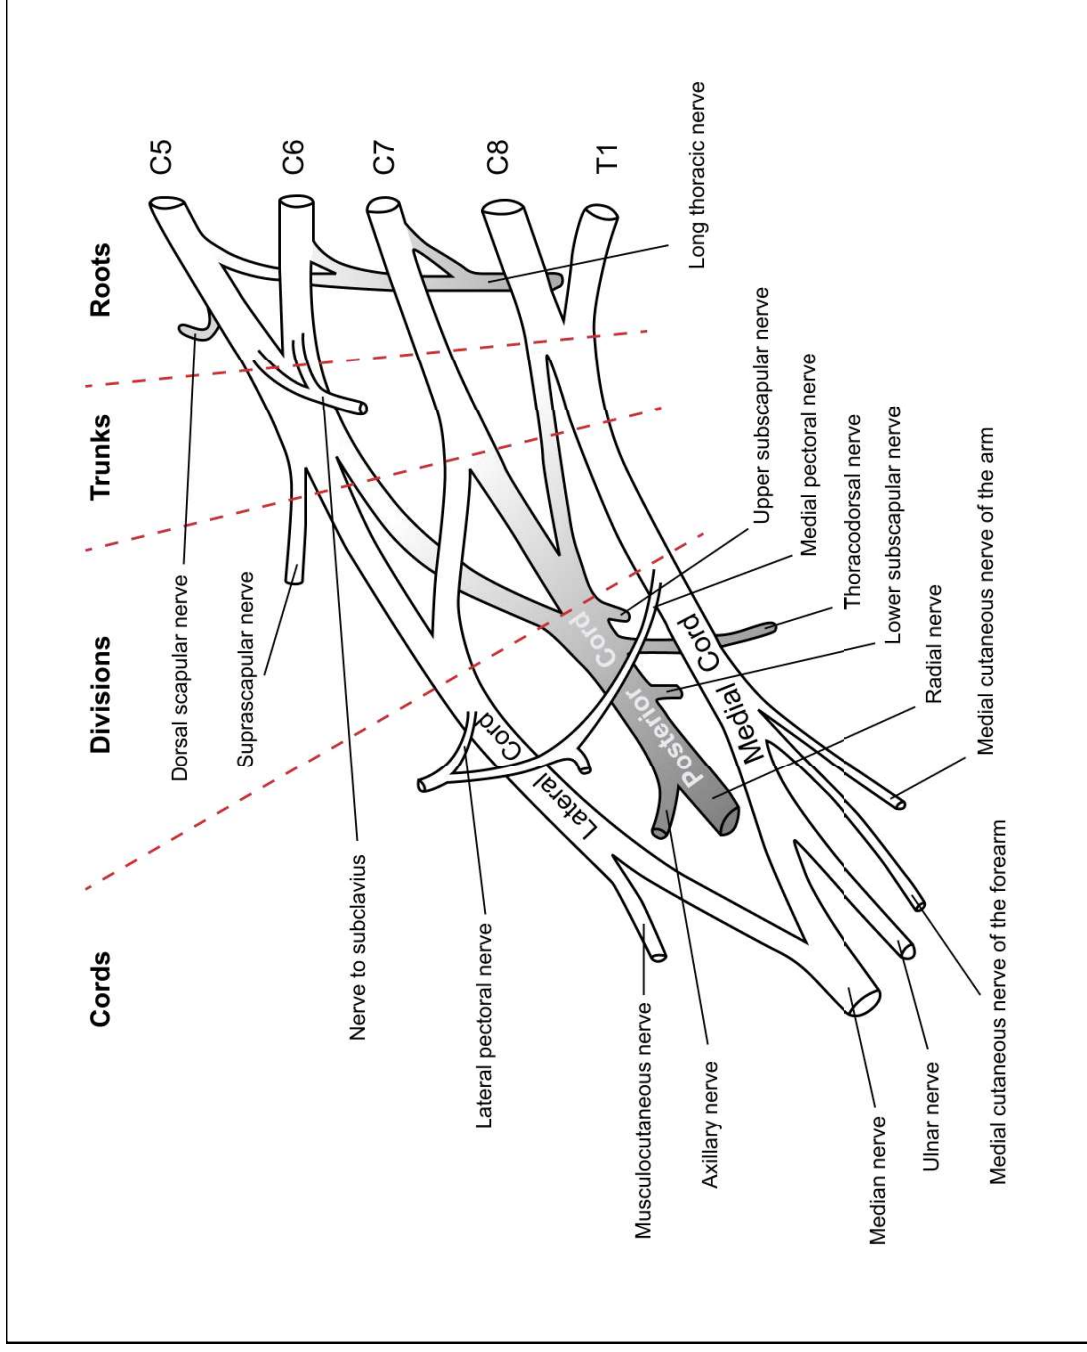 Roots
Trunks
Divisions
Cords
C5
C6
C7
C8
T1
Dorsal scapular nerve
Suprascapular nerve
Nerve to subclavius
Lateral pectoral nerve
Musculocutaneous nerve
Axillary nerve
Median nerve
Ulnar nerve
Medial cutaneous nerve of the forearm
Medial cutaneous nerve of the arm
Radial nerve
Lower subscapular nerve
Thoracodorsal nerve
Medial pectoral nerve
Upper subscapular nerve
Long thoracic nerve
Lateral Cord
Posterior Cord
Medial Cord